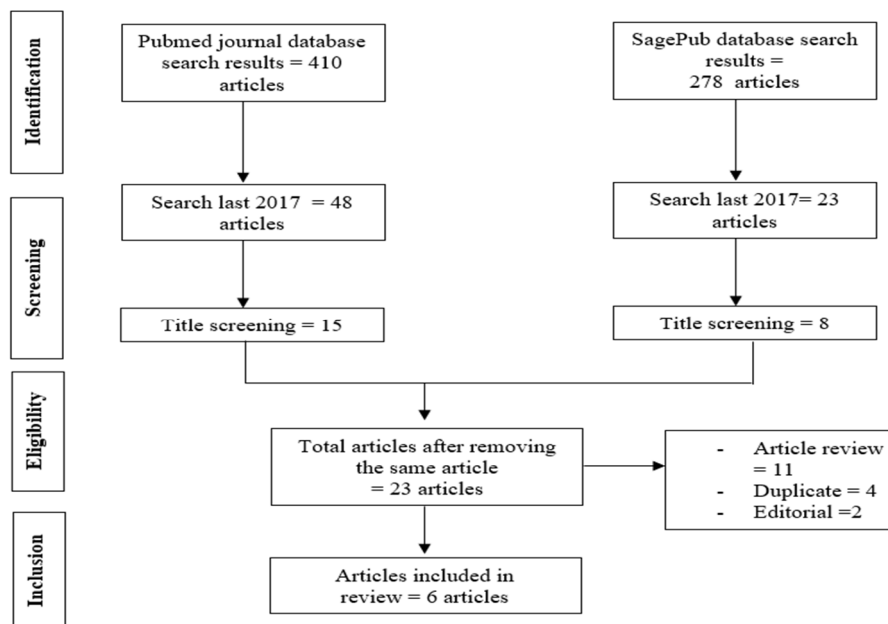 Identification
Pubmed journal database
search results = 410
articles
SagePub database search
results =
278 articles
Screening
Search last 2017 = 48
articles
Search last 2017= 23
articles
Title screening = 15
Title screening = 8
Eligibility
Total articles after removing
the same article
= 23 articles
- Article review
= 11
- Duplicate = 4
- Editorial =2
Inclusion
Articles included in
review = 6 articles